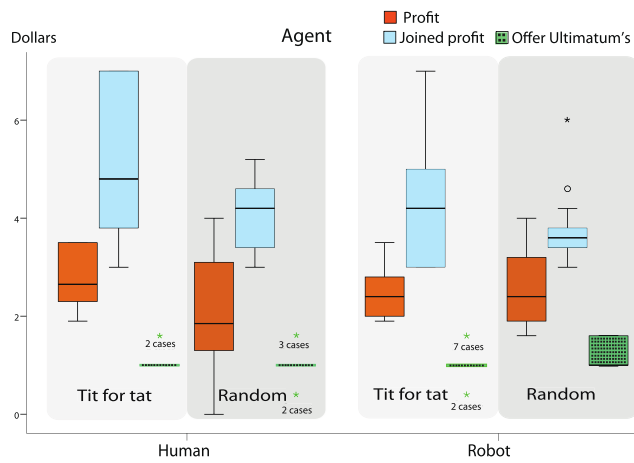 Profit
Dollars
Agent
Joined profit
Offer Ultimatum's
6
4
2
0
2 cases
3 cases
7 cases
Tit for tat
Random
2 cases
Tit for tat
2 cases
Random
Human
Robot